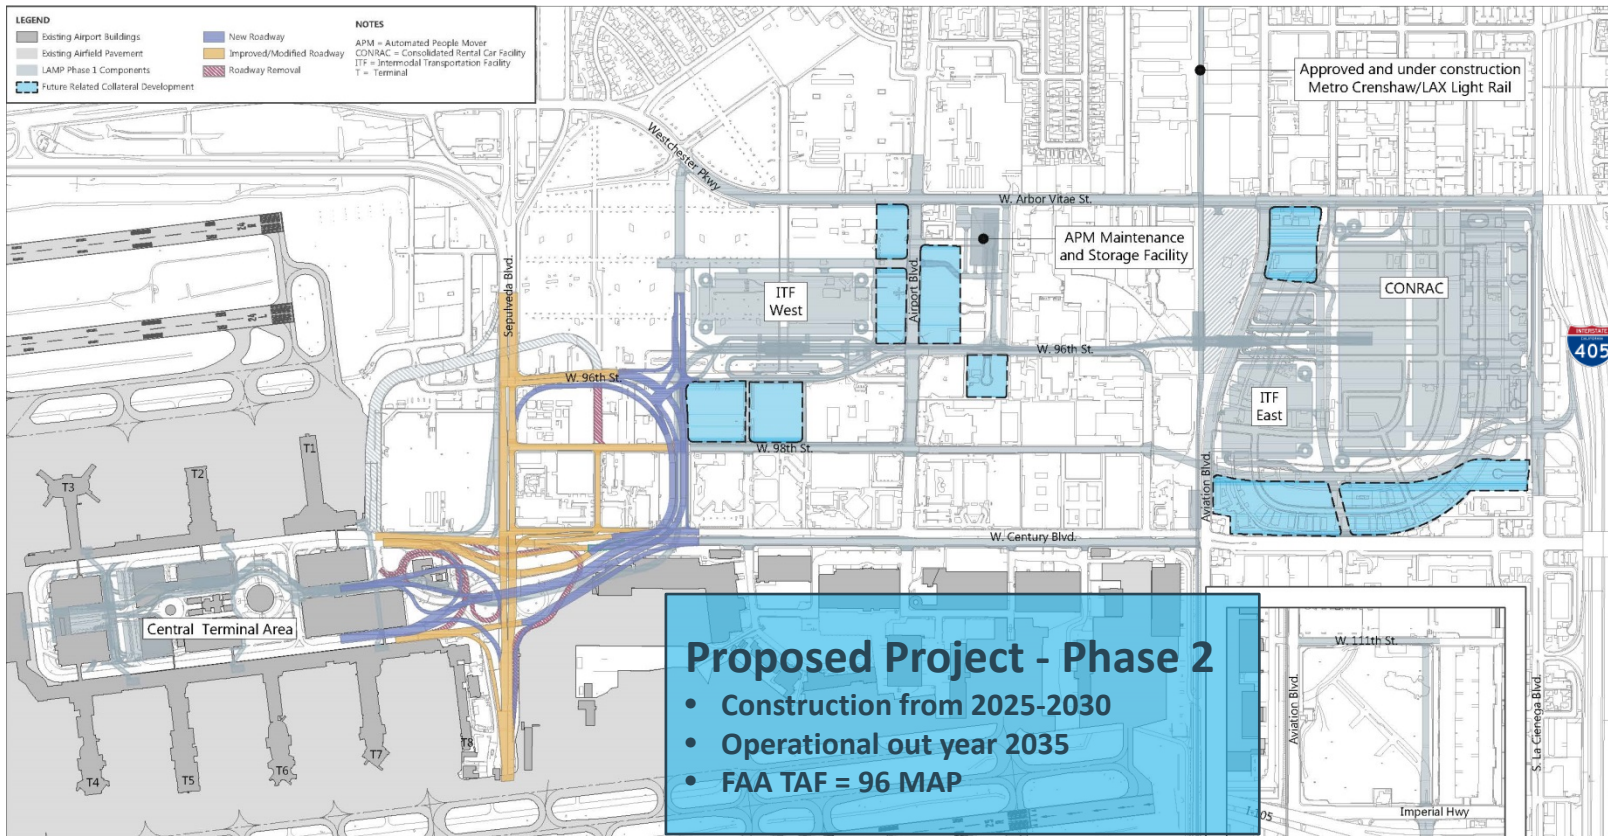 LEGEND
Existing Airport Buildings
Existing Airfield Pavement
LAMP Phase 1 Components
Future Related Collateral Development
New Roadway
Improved/Modified Roadway
Roadway Removal
NOTES
APM = Automated People Mover
CONRAC = Consolidated Rental Car Facility
ITF = Intermodal Transportation Facility
T = Terminal
Approved and under construction
Metro Crenshaw/LAX Light Rail
Westchester Pkwy
W. Arbor Vitae St.
APM Maintenance
and Storage Facility
Sepulveda Blvd.
ITF
West
Airport Blvd.
CONRAC
INTERSTATE
CALIFORNIA
405
W. 96th St.
W. 96th St.
ITF
East
W. 98th St.
Aviation Blvd.
T1
T2
T3
W. Century Blvd.
Central Terminal Area
T4
T5
T6
T7
T8
Proposed Project - Phase 2
• Construction from 2025-2030
• Operational out year 2035
• FAA TAF = 96 MAP
W. 111th St.
Aviation Blvd.
S. La Cienega Blvd.
I-105
Imperial Hwy